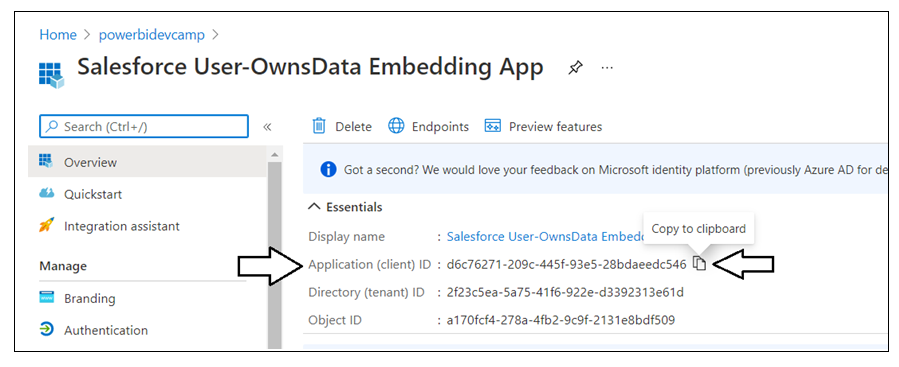 Home > powerbidevcamp >
Salesforce User-OwnsData Embedding App
Search (Ctrl+/)
Delete Endpoints Preview features
Overview
Quickstart
Integration assistant
Manage
Branding
Authentication
Got a second? We would love your feedback on Microsoft identity platform (previously Azure AD for de
Essentials
Copy to clipboard
Display name : Salesforce User-OwnsData Embedd
Application (client) ID : d6c76271-209c-445f-93e5-28bdaeedc546
Directory (tenant) ID : 2f23c5ea-5a75-41f6-922e-d3392313e61d
Object ID : a170fcf4-278a-4fb2-9c9f-2131e8bdf509